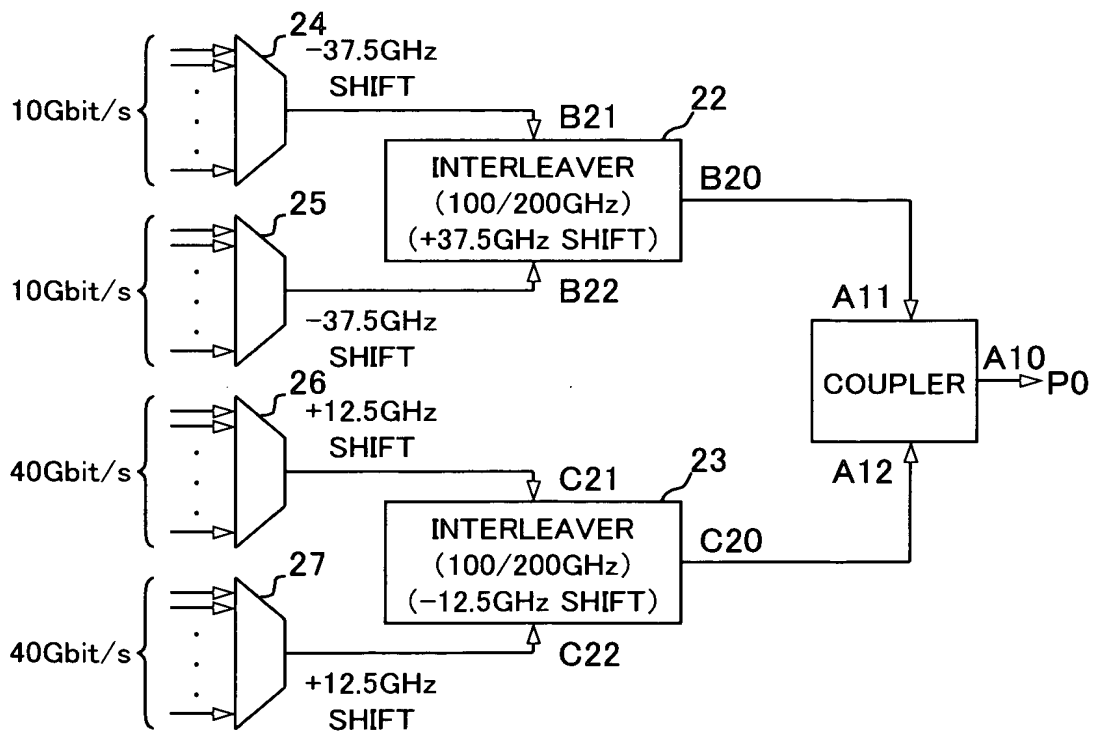 24
−37.5GHz
SHIFT
10Gbit/s
B21
22
INTERLEAVER
(100/200GHz)
(+37.5GHz SHIFT)
B20
25
10Gbit/s
B22
−37.5GHz
SHIFT
A11
COUPLER
A10
P0
26
+12.5GHz
SHIFT
40Gbit/s
C21
23
A12
INTERLEAVER
(100/200GHz)
(−12.5GHz SHIFT)
C20
27
40Gbit/s
C22
+12.5GHz
SHIFT